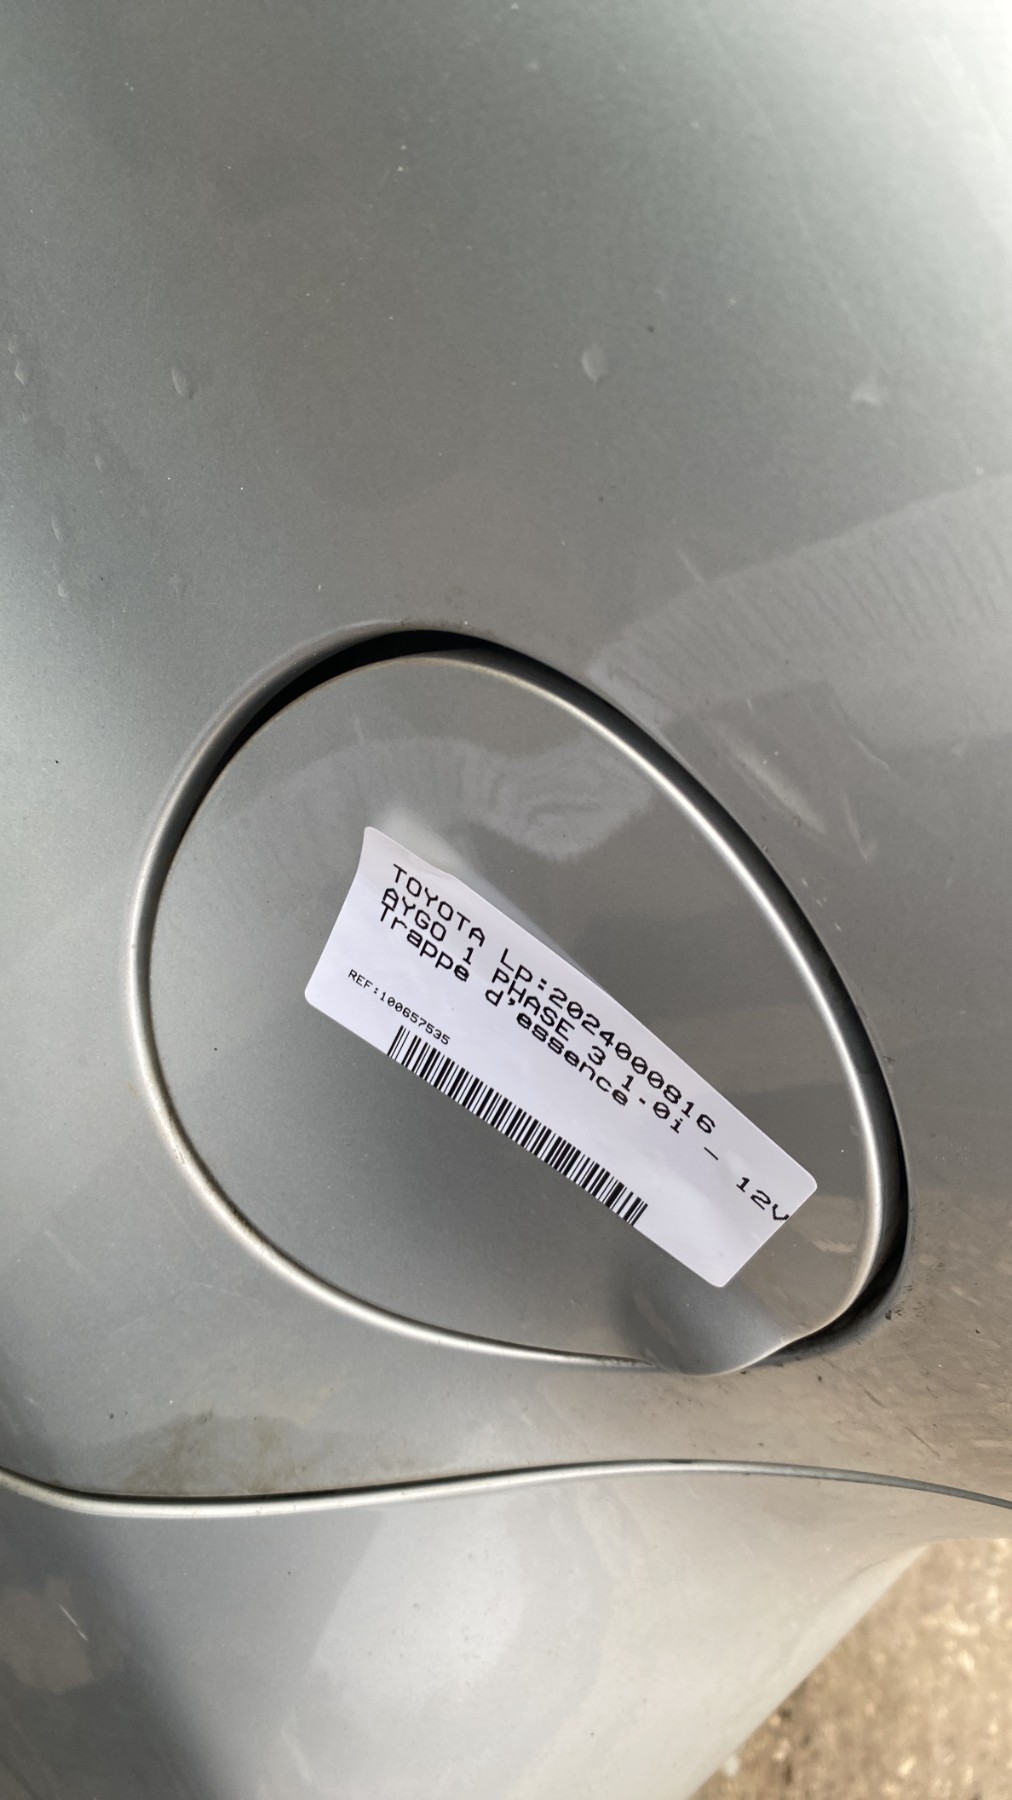 TOYOTA LP:2024000816
AYGO 1 PHASE 3 1.0i - 12V
Trappe d'essence
REF:100657535